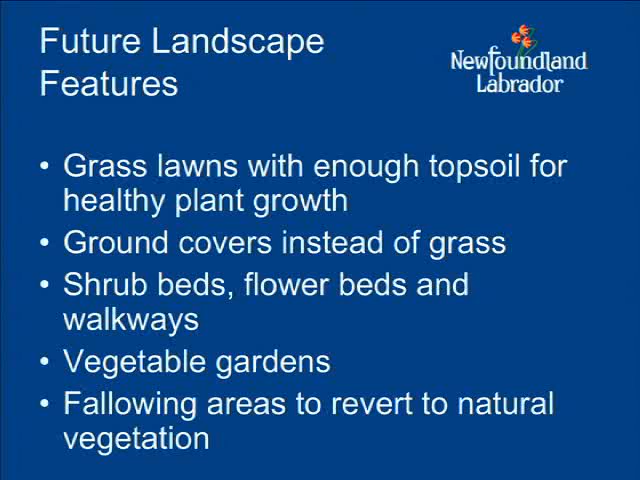 Future Landscape
Features
Newfoundland
Labrador
• Grass lawns with enough topsoil for
healthy plant growth
• Ground covers instead of grass
• Shrub beds, flower beds and
walkways
• Vegetable gardens
• Fallowing areas to revert to natural
vegetation